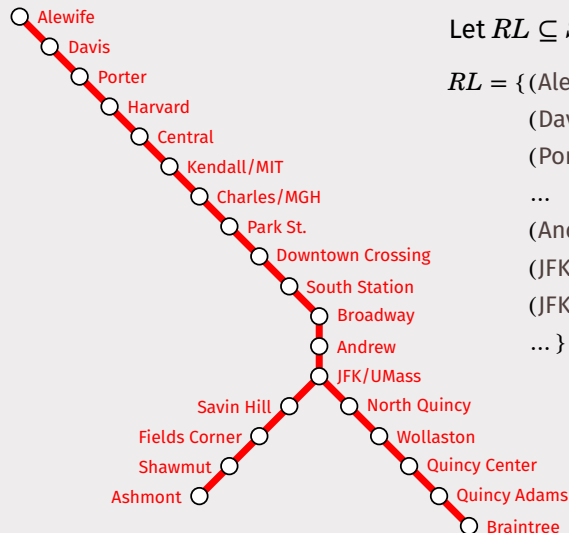 Alewife
Davis
Porter
Harvard
Central
Kendall/MIT
Charles/MGH
Park St.
Downtown Crossing
South Station
Broadway
Andrew
JFK/UMass
Savin Hill
North Quincy
Fields Corner
Wollaston
Shawmut
Quincy Center
Ashmont
Quincy Adams
Braintree
Let RL ⊆
RL = { (Ale
(Dav
(Por
...
(And
(JFK
(JFK
... }